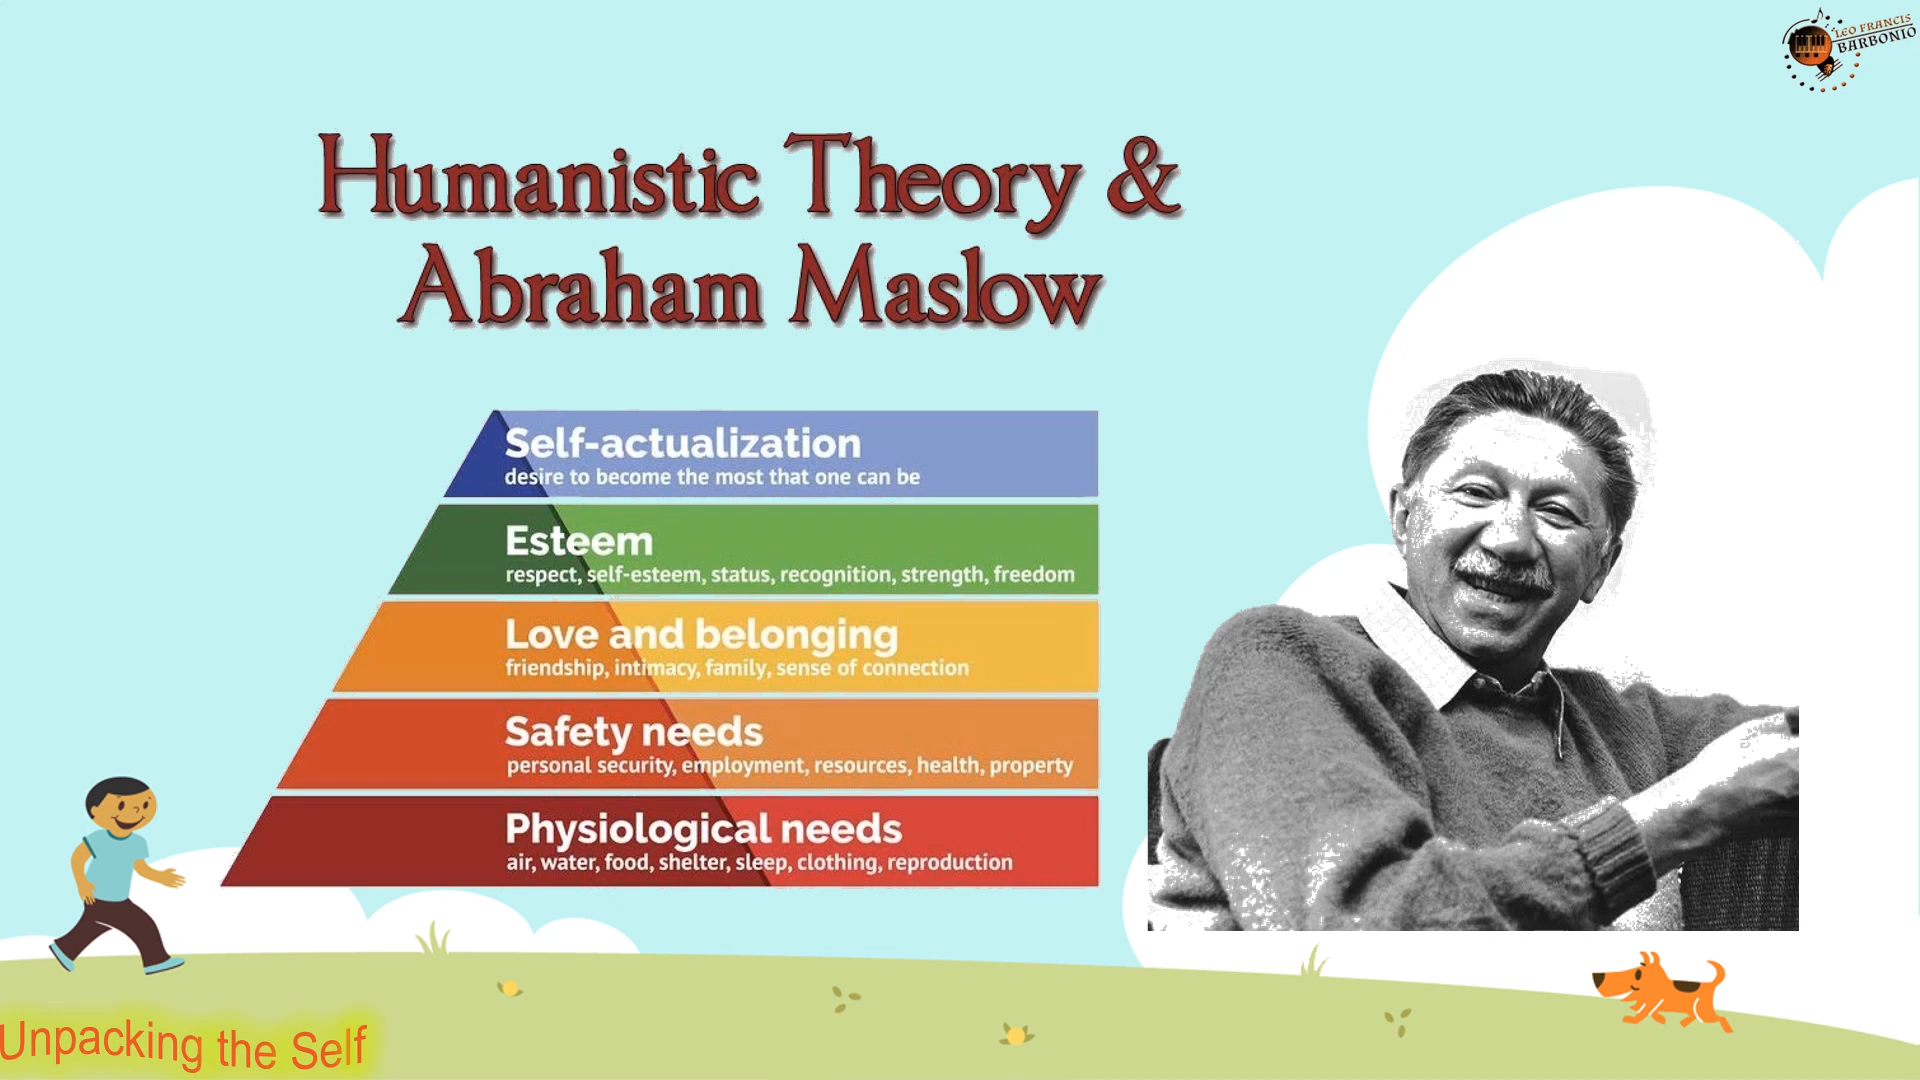 LEO FRANCIS
BARBONIO
Humanistic Theory &
Abraham Maslow
Self-actualization
desire to become the most that one can be
Esteem
respect, self-esteem, status, recognition, strength, freedom
Love and belonging
friendship, intimacy, family, sense of connection
Safety needs
personal security, employment, resources, health, property
Physiological needs
air, water, food, shelter, sleep, clothing, reproduction
Unpacking the Self